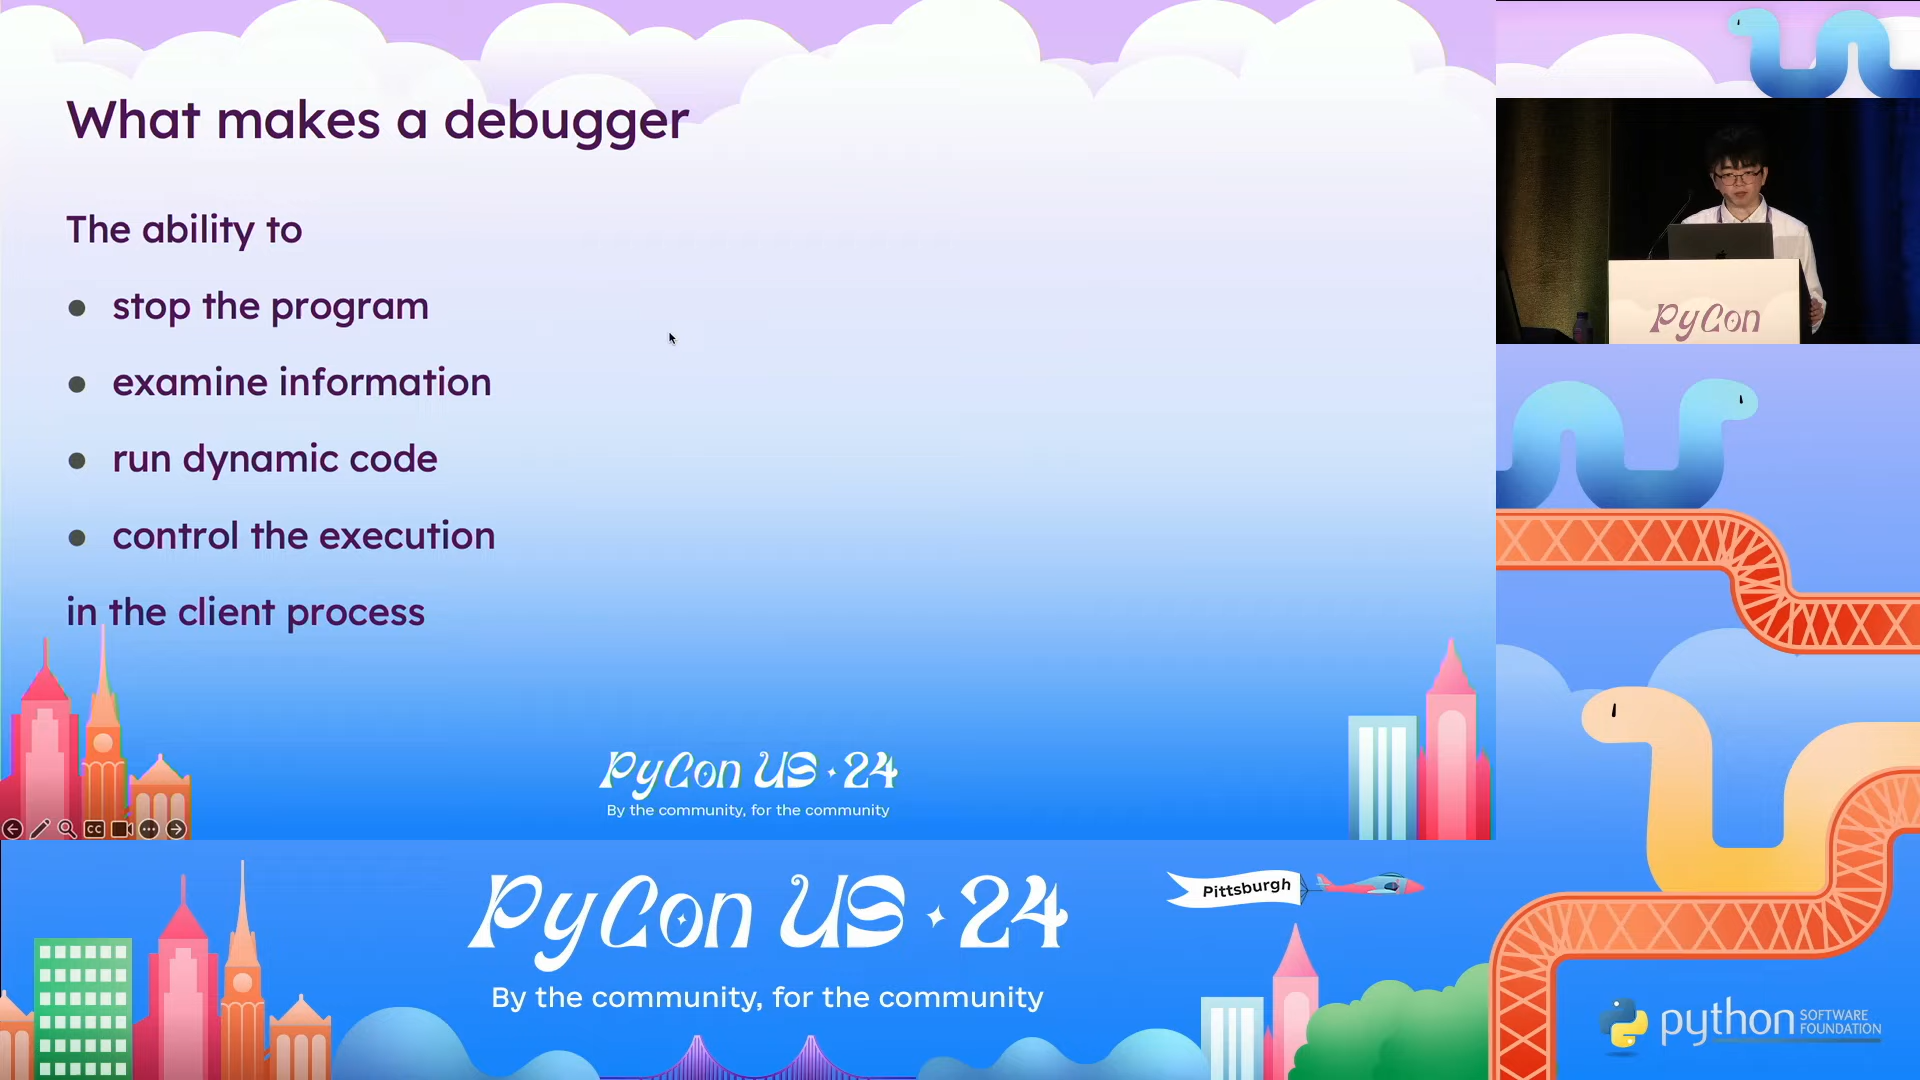 What makes a debugger
The ability to
● stop the program
● examine information
● run dynamic code
● control the execution
in the client process
PyCon US 24
By the community, for the community
CC
PyCon
PyCon US 24
By the community, for the community
Pittsburgh
python SOFTWARE
FOUNDATION